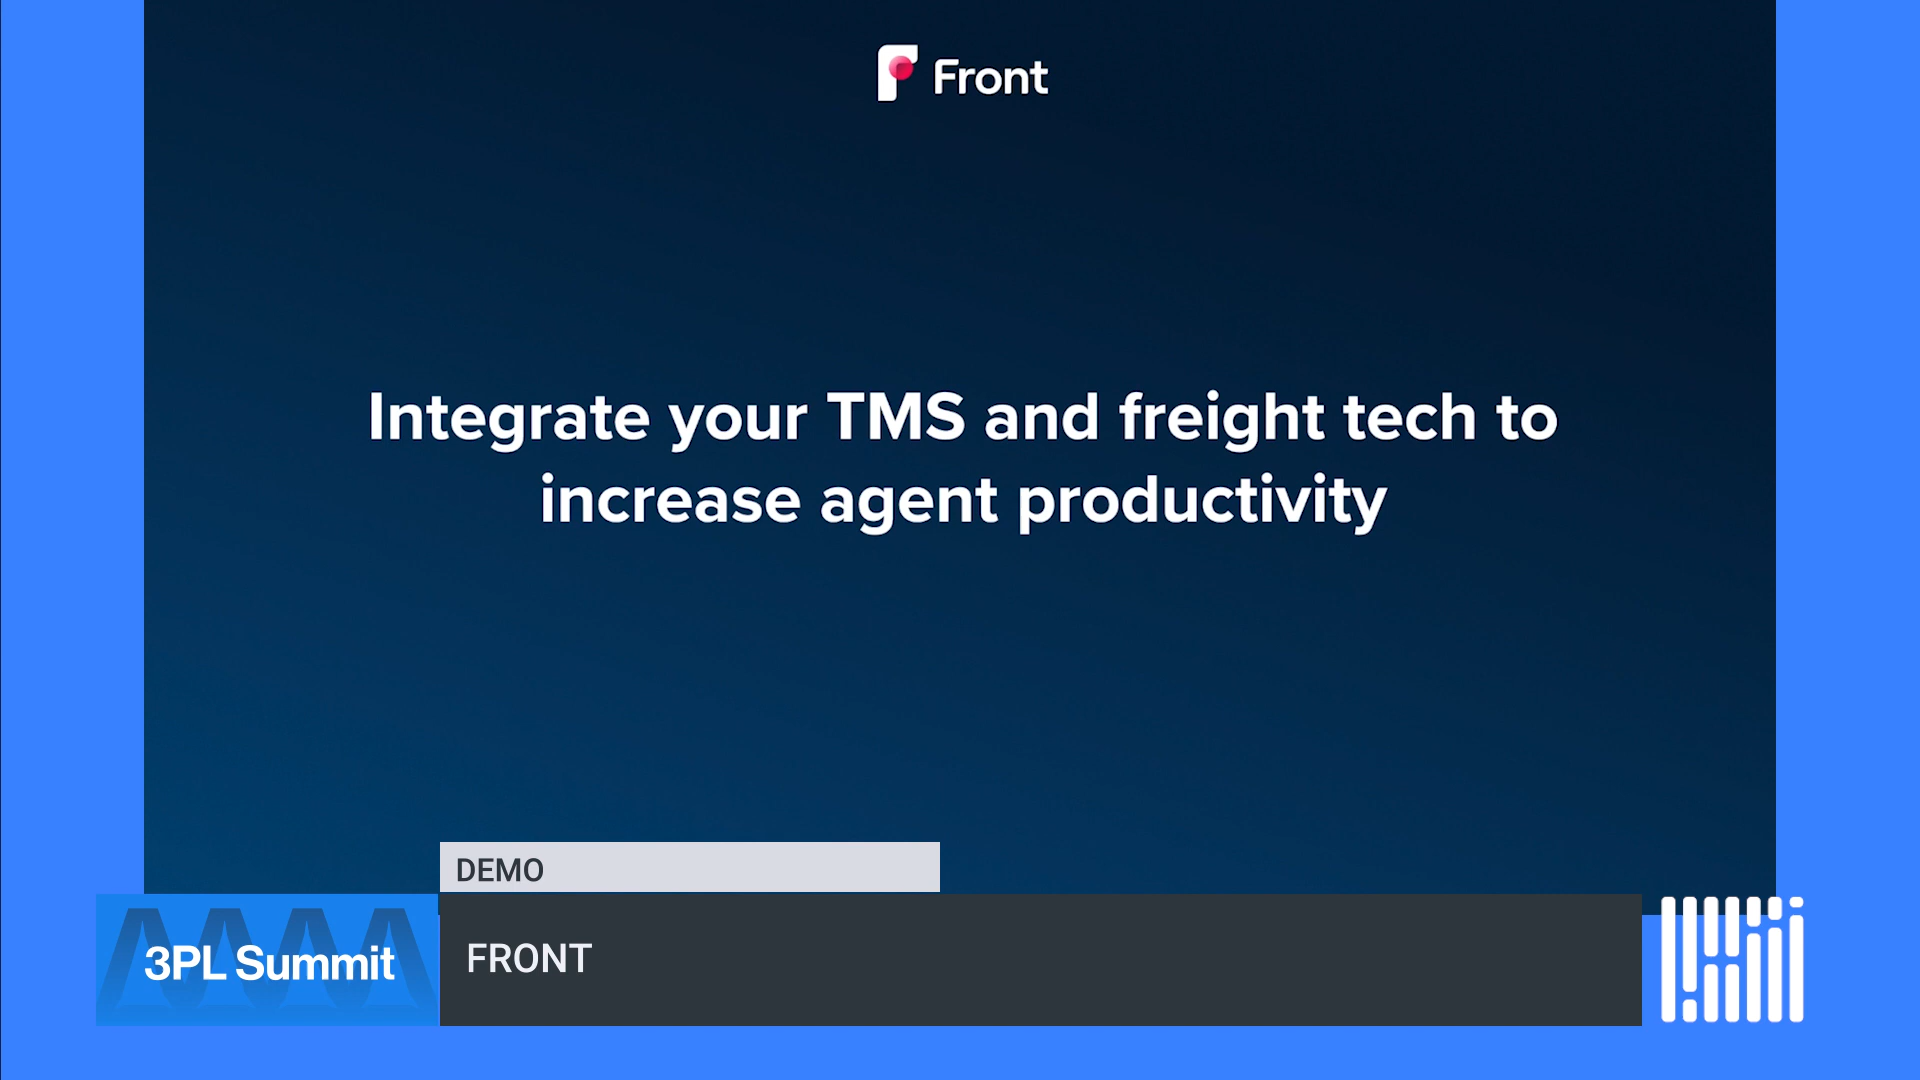 Front
Integrate your TMS and freight tech to
increase agent productivity
DEMO
3PL Summit
FRONT